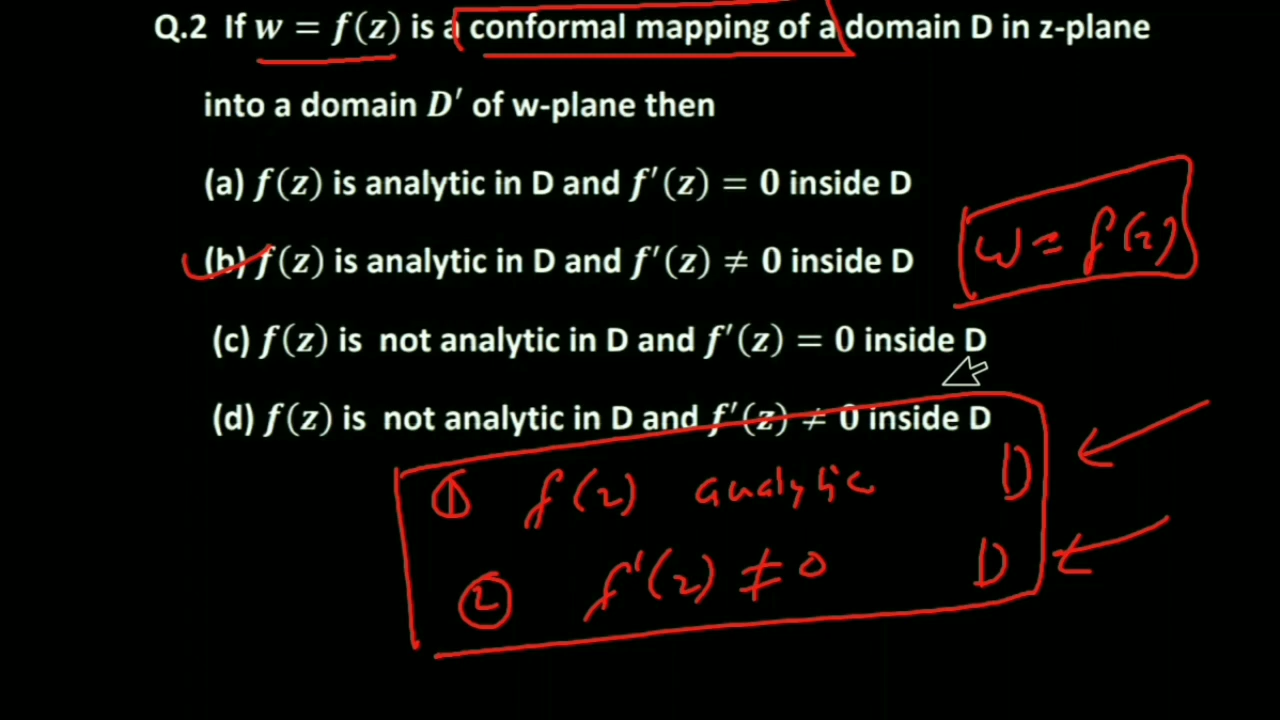 Q.2 If w = f(z) is a conformal mapping of a domain D in z-plane
into a domain D′ of w-plane then
(a) f(z) is analytic in D and f′(z) = 0 inside D
(b) f(z) is analytic in D and f′(z) ≠ 0 inside D
w = f(z)
(c) f(z) is not analytic in D and f′(z) = 0 inside D
(d) f(z) is not analytic in D and f′(z) ≠ 0 inside D
① f(z) analytic D
② f'(z) ≠ 0 D